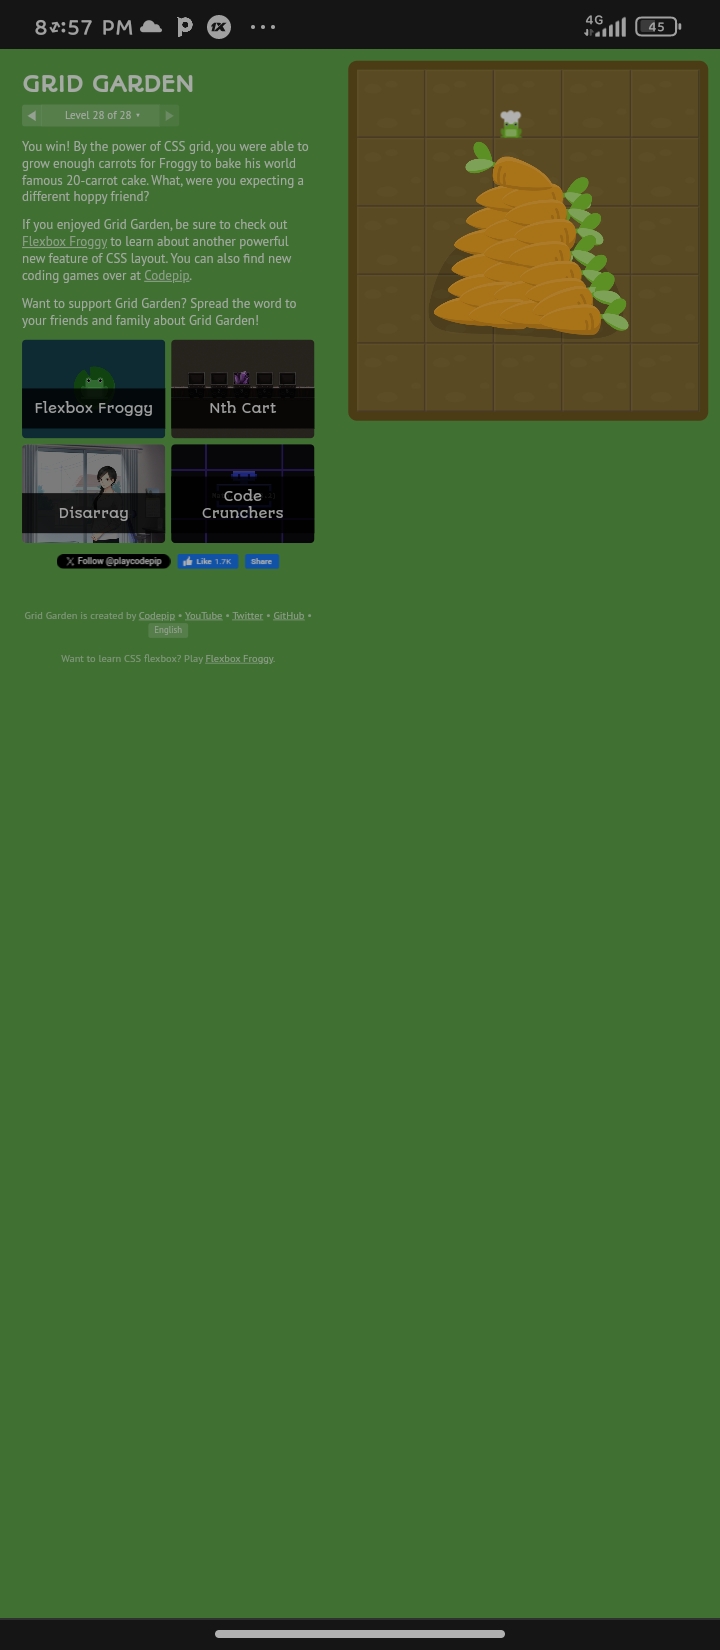 57 PM
4G
45
GRID GARDEN
Level 28 of 28
You win! By the power of CSS grid, you were able to
grow enough carrots for Froggy to bake his world
famous 20-carrot cake. What, were you expecting a
different hoppy friend?
If you enjoyed Grid Garden, be sure to check out
Flexbox Froggy to learn about another powerful
new feature of CSS layout. You can also find new
coding games over at Codepip.
Want to support Grid Garden? Spread the word to
your friends and family about Grid Garden!
Flexbox Froggy
Nth Cart
Disarray
Code
Crunchers
X Follow @playcodepip
Like 1.7K
Share
Grid Garden is created by Codepip • YouTube • Twitter • GitHub •
English
Want to learn CSS flexbox? Play Flexbox Froggy.